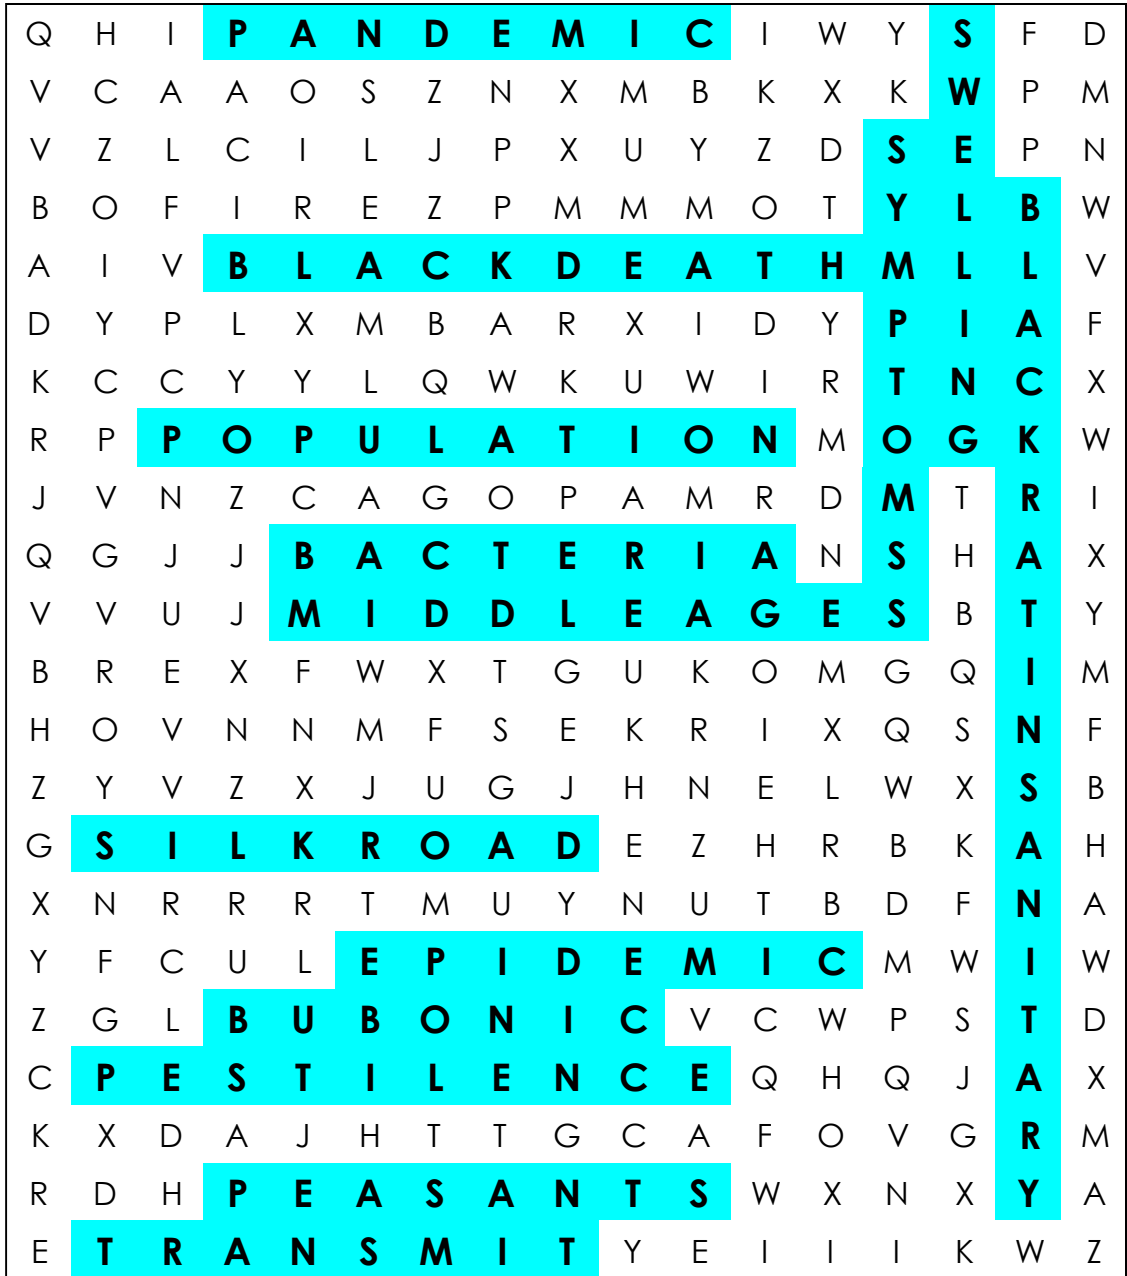 Q H I P A N D E M I C I W Y S F D
V C A A O S Z N X M B K X K W P M
V Z L C I L J P X U Y Z D S E P N
B O F I R E Z P M M M O T Y L B W
A I V B L A C K D E A T H M L L V
D Y P L X M B A R X I D Y P I A F
K C C Y Y L Q W K U W I R T N C X
R P P O P U L A T I O N M O G K W
J V N Z C A G O P A M R D M T R I
Q G J J B A C T E R I A N S H A X
V V U J M I D D L E A G E S B T Y
B R E X F W X T G U K O M G Q I M
H O V N N M F S E K R I X Q S N F
Z Y V Z X J U G J H N E L W X S B
G S I L K R O A D E Z H R B K A H
X N R R R T M U Y N U T B D F N A
Y F C U L E P I D E M I C M W I W
Z G L B U B O N I C V C W P S T D
C P E S T I L E N C E Q H Q J A X
K X D A J H T T G C A F O V G R M
R D H P E A S A N T S W X N X Y A
E T R A N S M I T Y E I I I K W Z